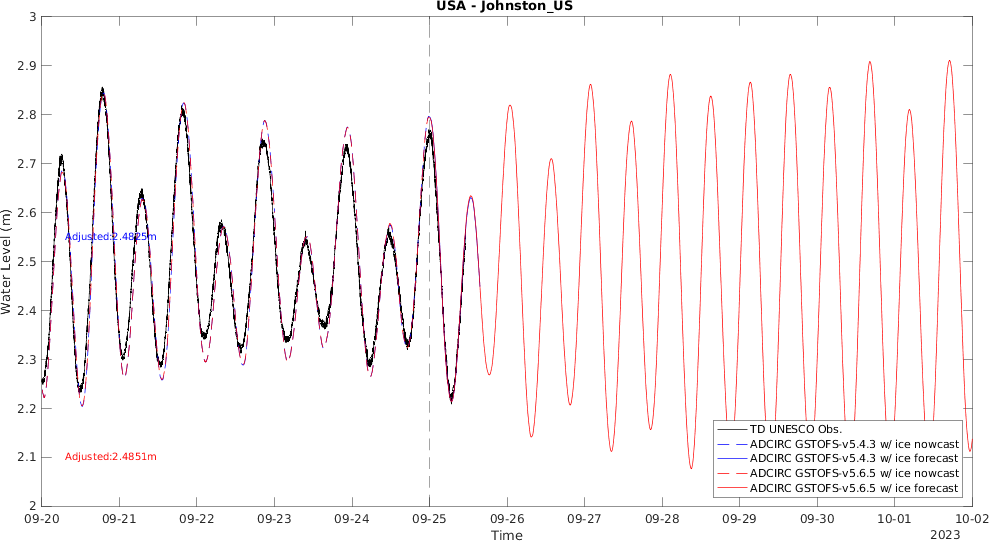 USA - Johnston_US
3
2.9
2.8
2.7
2.6
2.5
2.4
2.3
2.2
2.1
2
Water Level (m)
Adjusted:2.4825m
Adjusted:2.4851m
TD UNESCO Obs.
ADCIRC GSTOFS-v5.4.3 w/ ice nowcast
ADCIRC GSTOFS-v5.4.3 w/ ice forecast
ADCIRC GSTOFS-v5.6.5 w/ ice nowcast
ADCIRC GSTOFS-v5.6.5 w/ ice forecast
09-20 09-21 09-22 09-23 09-24 09-25 09-26 09-27 09-28 09-29 09-30 10-01 10-02
Time
2023